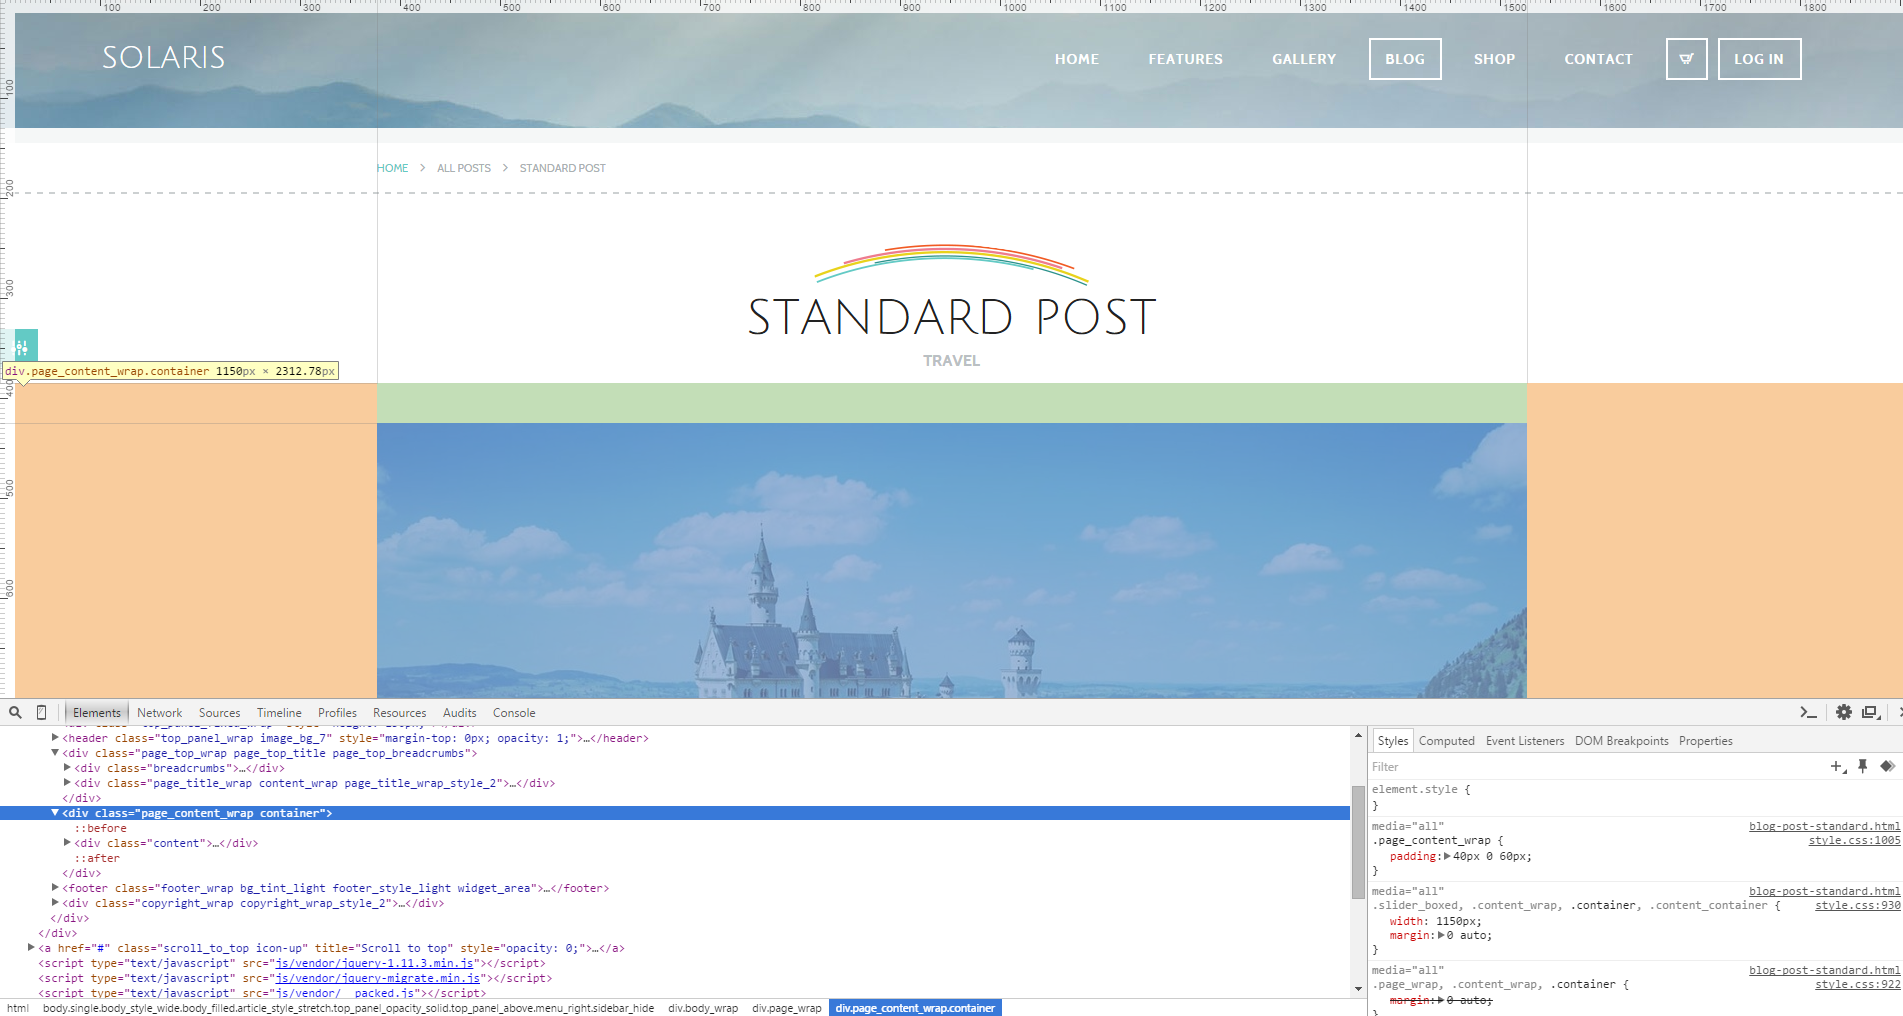 100 200 300 400 500 600 700 800 900 1000 1100 1200 1300 1400 1500 1600 1700 1800
100
200
300
400
500
600
SOLARIS
HOME FEATURES GALLERY BLOG SHOP CONTACT LOG IN
HOME > ALL POSTS > STANDARD POST
STANDARD POST
TRAVEL
div.page_content_wrap.container 1150px × 2312.78px
Elements Network Sources Timeline Profiles Resources Audits Console
<header class="top_panel_wrap image_bg_7" style="margin-top: 0px; opacity: 1;">…</header>
<div class="page_top_wrap page_top_title page_top_breadcrumbs">
<div class="breadcrumbs">…</div>
<div class="page_title_wrap content_wrap page_title_wrap_style_2">…</div>
</div>
<div class="page_content_wrap container">
::before
<div class="content">…</div>
::after
</div>
<footer class="footer_wrap bg_tint_light footer_style_light widget_area">…</footer>
<div class="copyright_wrap copyright_wrap_style_2">…</div>
</div>
</div>
<a href="#" class="scroll_to_top icon-up" title="Scroll to top" style="opacity: 0;">…</a>
<script type="text/javascript" src="js/vendor/jquery-1.11.3.min.js"></script>
<script type="text/javascript" src="js/vendor/jquery-migrate.min.js"></script>
<script type="text/javascript" src="js/vendor/__packed.js"></script>
html body.single.body_style_wide.body_filled.article_style_stretch.top_panel_opacity_solid.top_panel_above.menu_right.sidebar_hide div.body_wrap div.page_wrap div.page_content_wrap.container
Styles Computed Event Listeners DOM Breakpoints Properties
Filter
element.style {
}
media="all" blog-post-standard.html
.page_content_wrap { style.css:1005
padding: 40px 0 60px;
}
media="all" blog-post-standard.html
.slider_boxed, .content_wrap, .container, .content_container { style.css:930
width: 1150px;
margin: 0 auto;
}
media="all" blog-post-standard.html
.page_wrap, .content_wrap, .container { style.css:922
margin: 0 auto;
}